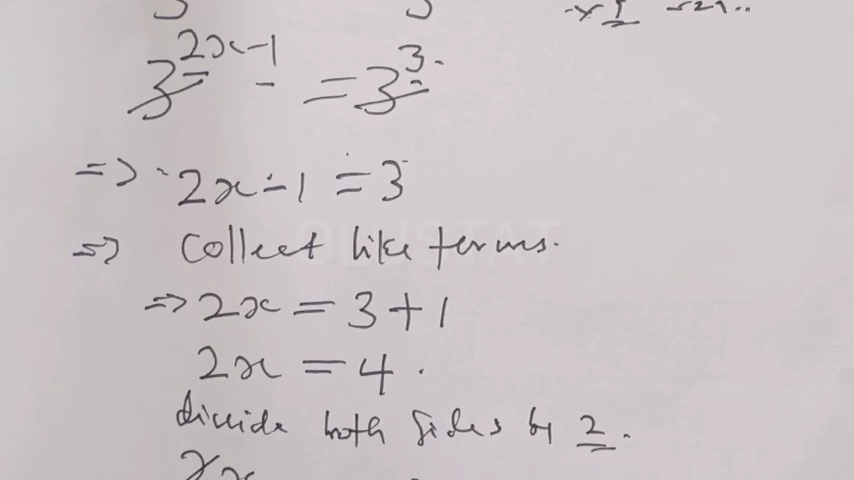 3^{2x-1} = 3^{3}.
=> 2x-1 = 3
=> Collect like terms.
=> 2x = 3+1
2x = 4.
divide both sides by 2.
2x